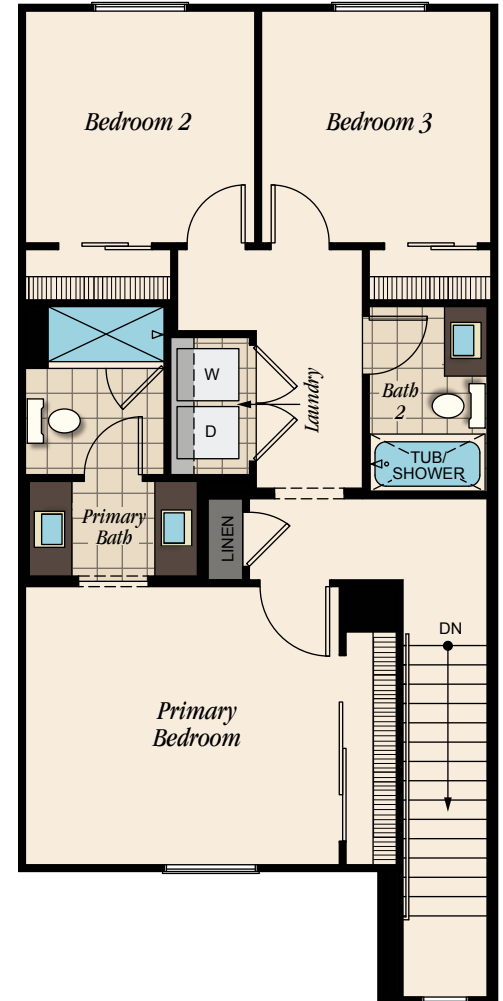 Bedroom 2
Bedroom 3
W
D
Laundry
Bath
2
TUB/
SHOWER
Primary
Bath
LINEN
DN
Primary
Bedroom